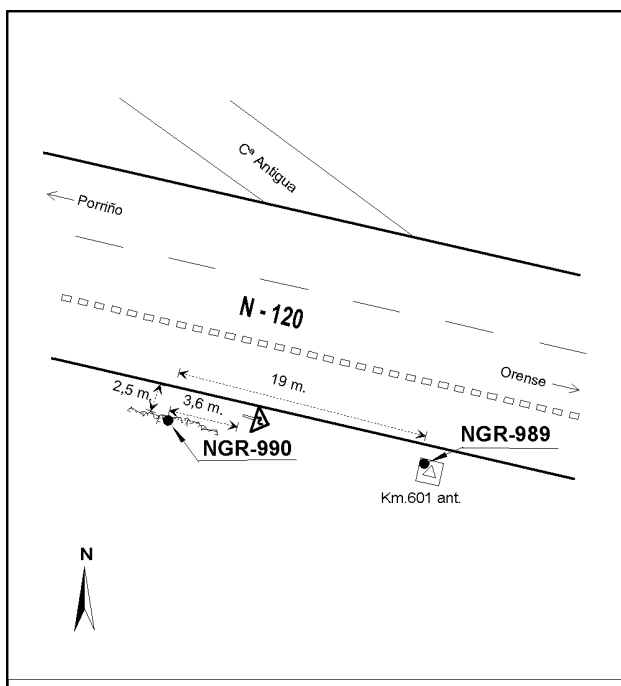 Cª Antigua
Porriño
N - 120
Orense
19 m.
2,5 m.
3,6 m.
NGR-990
NGR-989
Km.601 ant.
N